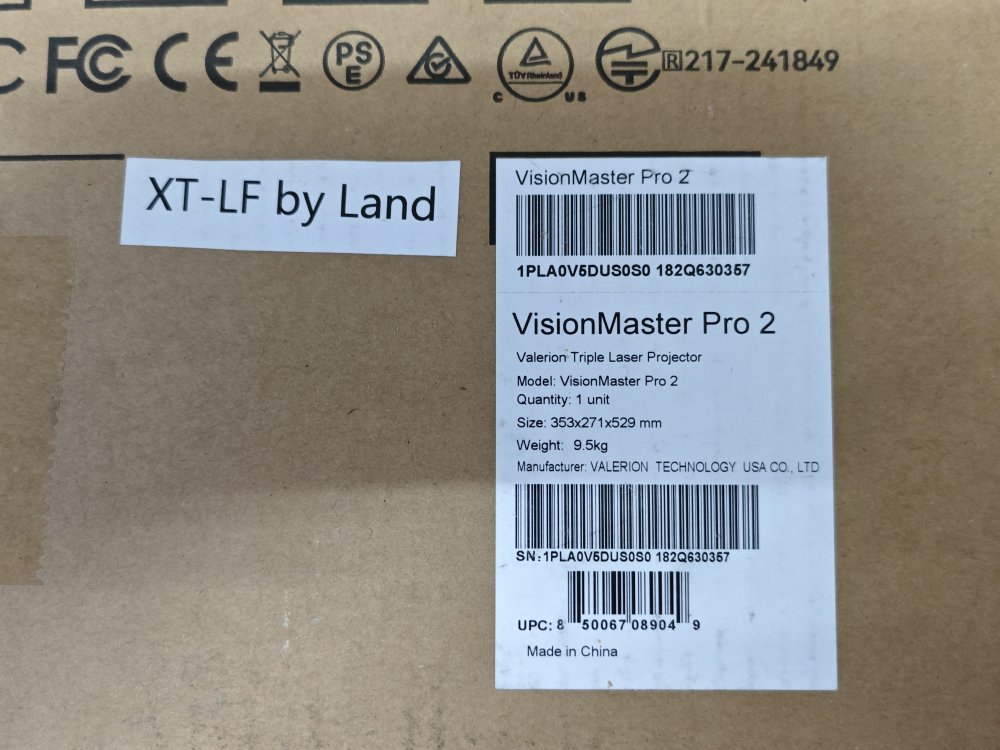 FC CE PSE TÜVRheinland C US R 217-241849
XT-LF by Land
VisionMaster Pro 2
1PLA0V5DUS0S0 182Q630357
VisionMaster Pro 2
Valerion Triple Laser Projector
Model: VisionMaster Pro 2
Quantity: 1 unit
Size: 353x271x529 mm
Weight: 9.5kg
Manufacturer: VALERION TECHNOLOGY USA CO., LTD
SN:1PLA0V5DUS0S0 182Q630357
UPC: 8 50067 08904 9
Made in China